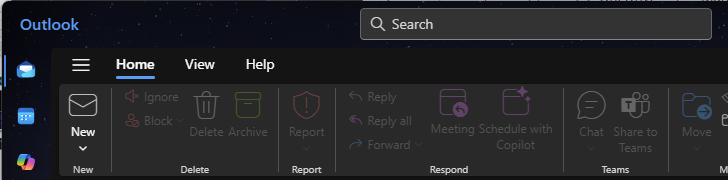 Outlook
Search
Home View Help
New
Ignore
Block
Delete
Archive
Report
Reply
Reply all
Forward
Meeting
Schedule with
Copilot
Chat
Share to
Teams
Move
New
Delete
Report
Respond
Teams